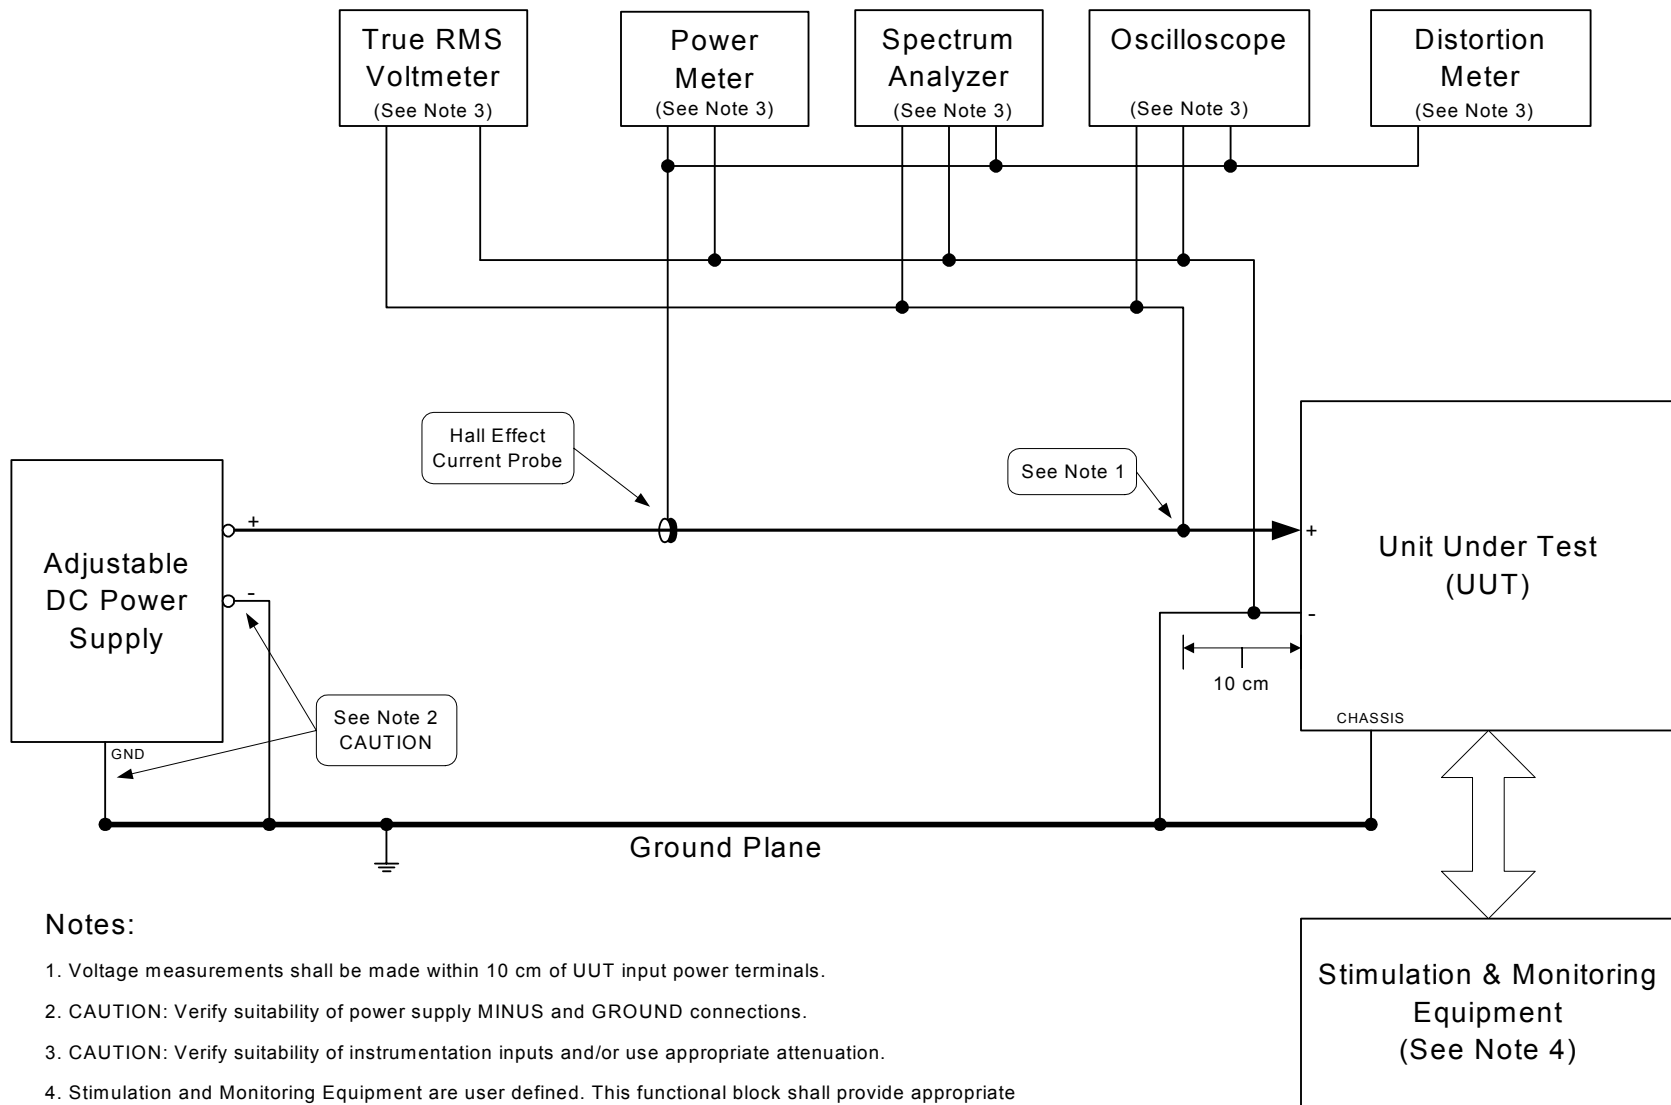 True RMS
Voltmeter
(See Note 3)
Power
Meter
(See Note 3)
Spectrum
Analyzer
(See Note 3)
Oscilloscope
(See Note 3)
Distortion
Meter
(See Note 3)
Hall Effect
Current Probe
See Note 1
Adjustable
DC Power
Supply
+
-
GND
See Note 2
CAUTION
+
-
Unit Under Test
(UUT)
10 cm
CHASSIS
Ground Plane
Notes:
1. Voltage measurements shall be made within 10 cm of UUT input power terminals.
2. CAUTION: Verify suitability of power supply MINUS and GROUND connections.
3. CAUTION: Verify suitability of instrumentation inputs and/or use appropriate attenuation.
4. Stimulation and Monitoring Equipment are user defined. This functional block shall provide appropriate
Stimulation & Monitoring
Equipment
(See Note 4)